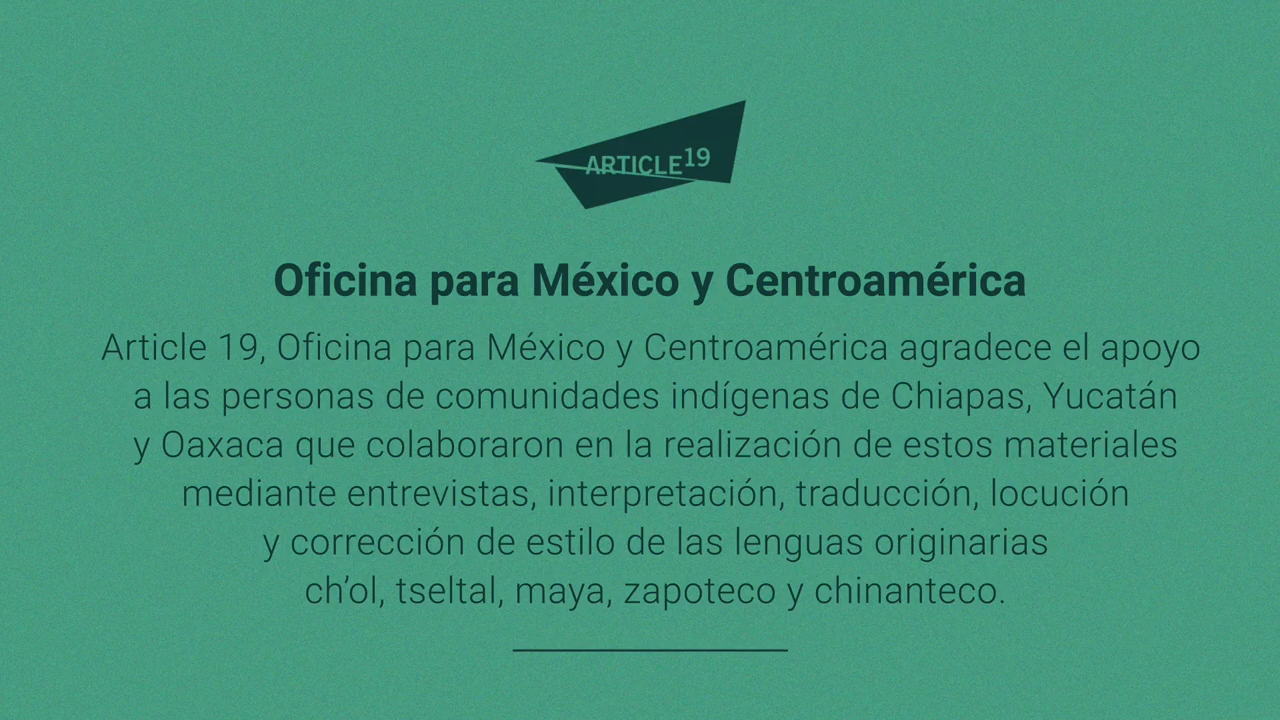 ARTICLE19
Oficina para México y Centroamérica
Article 19, Oficina para México y Centroamérica agradece el apoyo
a las personas de comunidades indígenas de Chiapas, Yucatán
y Oaxaca que colaboraron en la realización de estos materiales
mediante entrevistas, interpretación, traducción, locución
y corrección de estilo de las lenguas originarias
ch’ol, tseltal, maya, zapoteco y chinanteco.